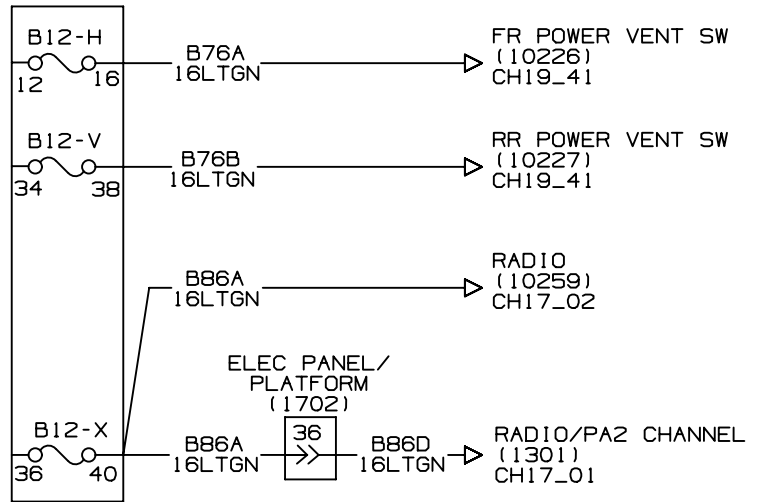 B12-H
12
16
B76A
16LTGN
FR POWER VENT SW
(10226)
CH19_41
B12-V
34
38
B76B
16LTGN
RR POWER VENT SW
(10227)
CH19_41
B86A
16LTGN
RADIO
(10259)
CH17_02
ELEC PANEL/
PLATFORM
(1702)
B12-X
36
40
B86A
16LTGN
36
B86D
16LTGN
RADIO/PA2 CHANNEL
(1301)
CH17_01